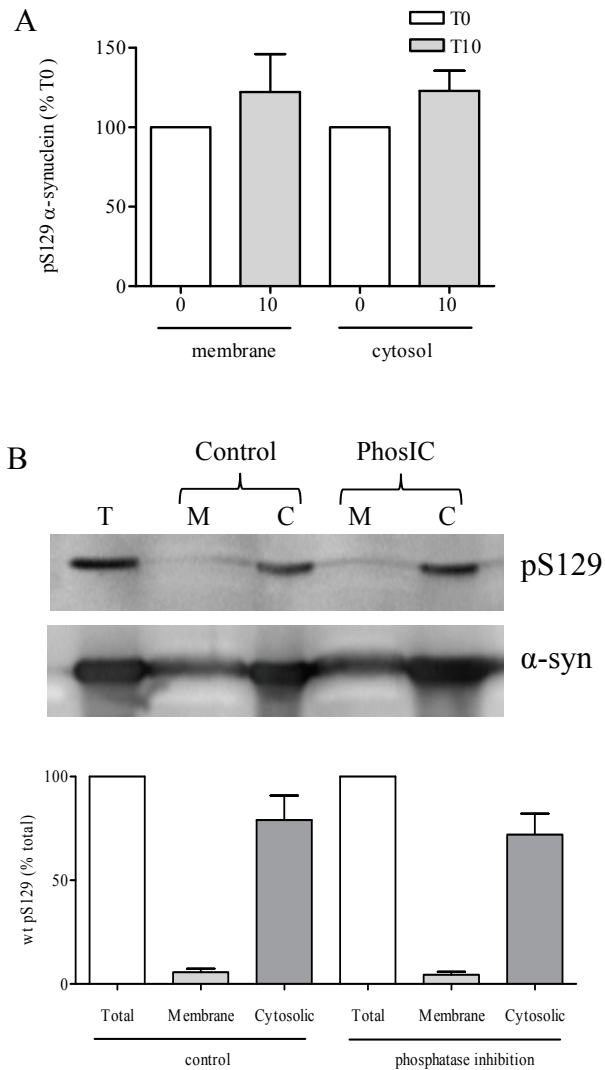 A
T0
T10
pS129 α-synuclein (% T0 )
150
100
50
0
0 10 0 10
membrane cytosol
B
Control PhosIC
T M C M C
pS129
α-syn
wt pS129 (% total)
100
50
0
Total Membrane Cytosolic Total Membrane Cytosolic
control phosphatase inhibition